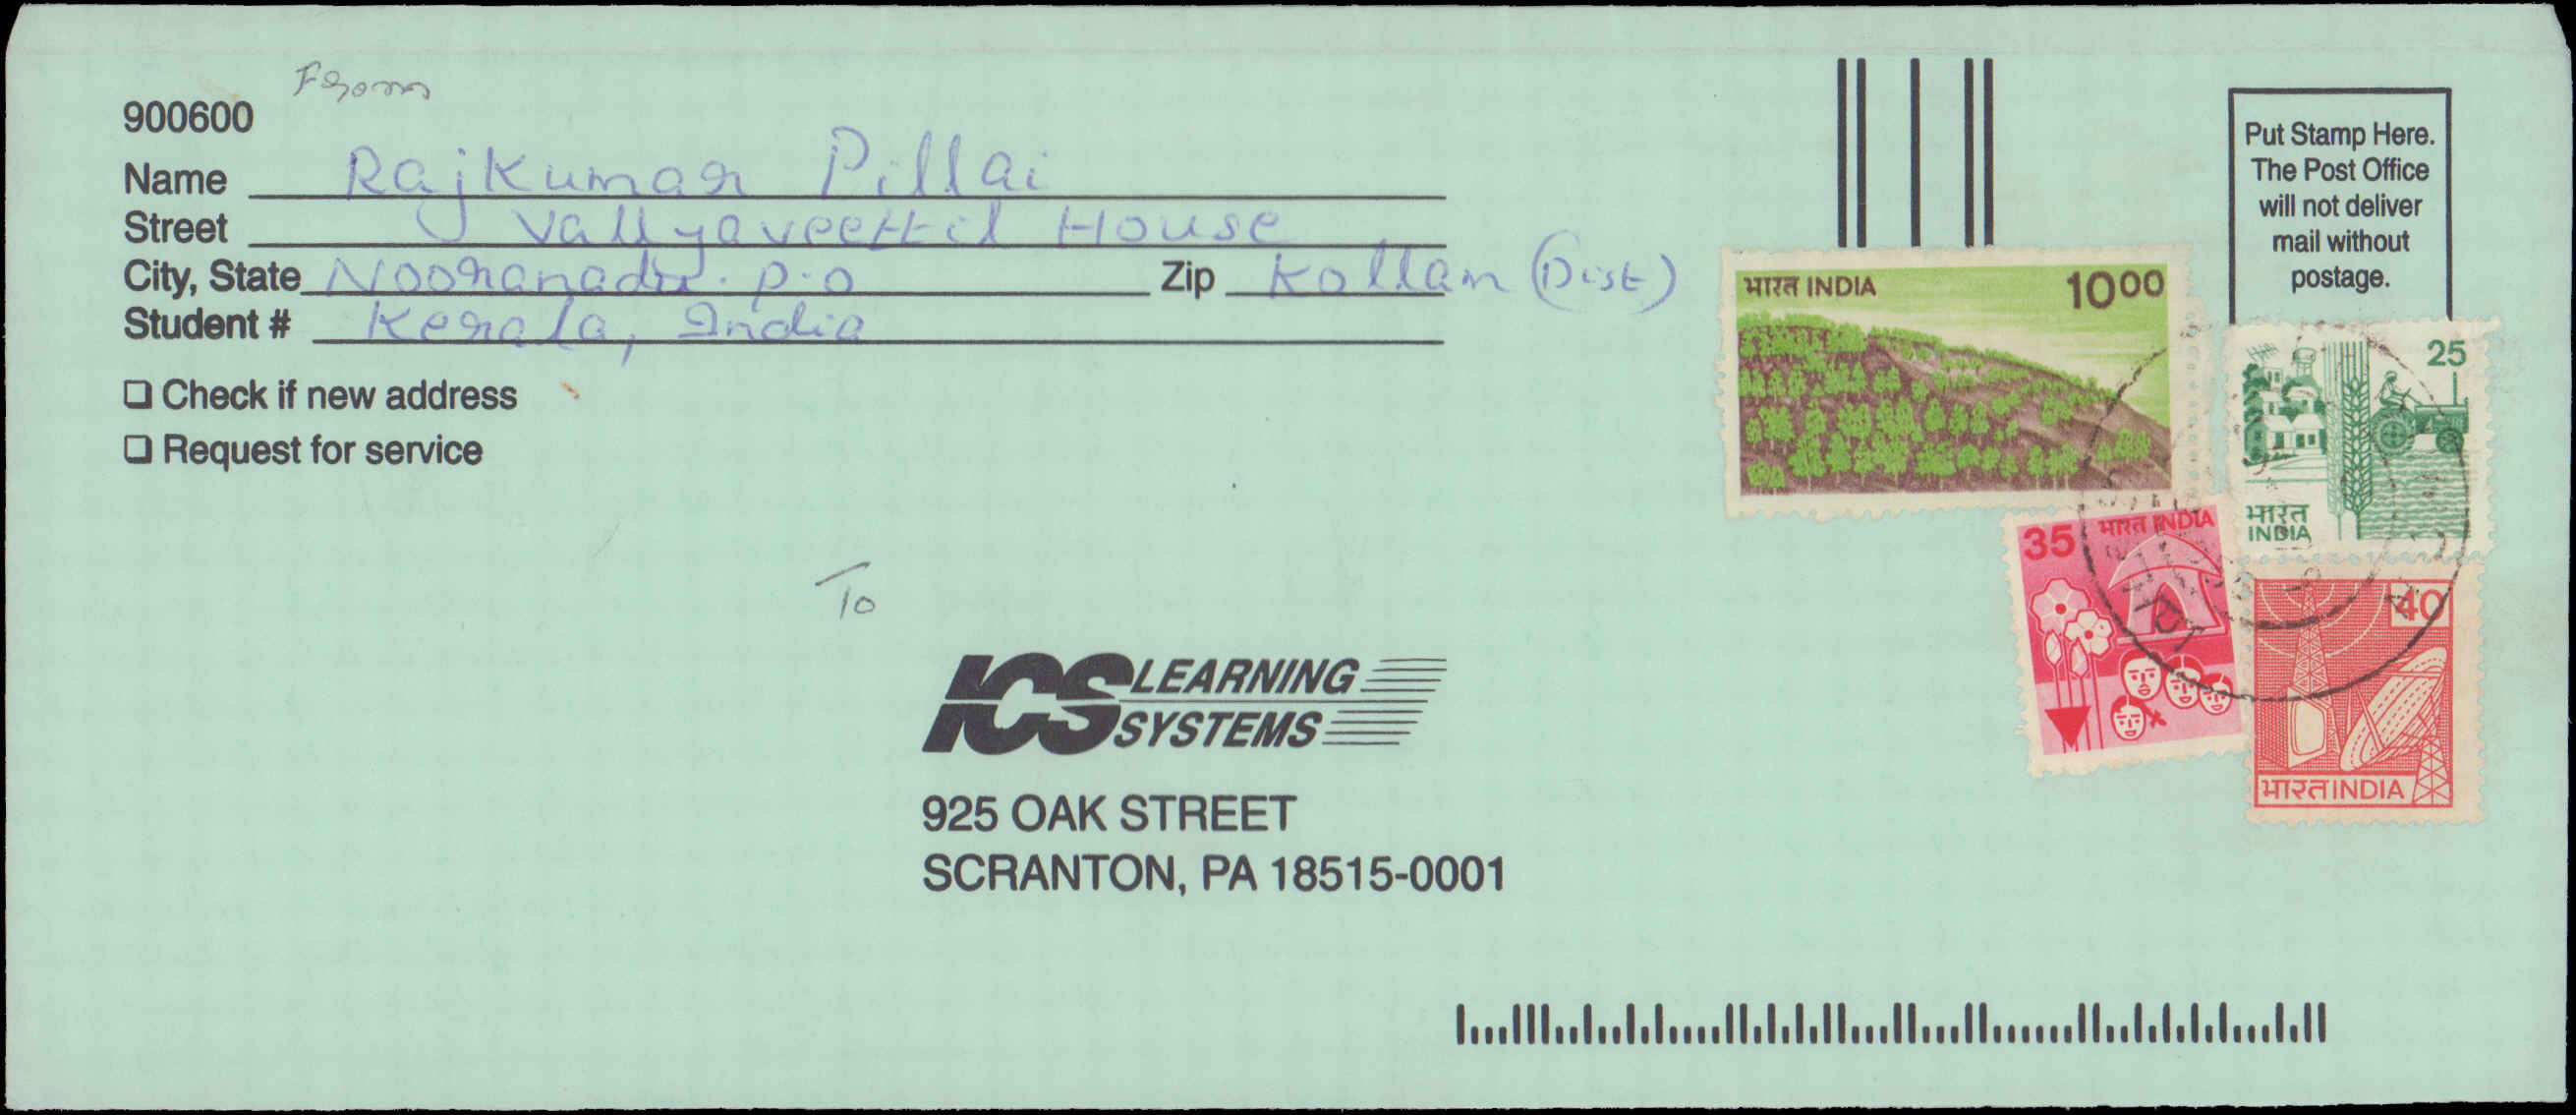 From
900600
Name Rajkumar Pillai
Street Vallyaveettil House
City, State Nooranadu. P.O Zip Kollam (Dist)
Student # Kerala, India
❑ Check if new address
❑ Request for service
Put Stamp Here.
The Post Office
will not deliver
mail without
postage.
भारत INDIA 1000
25
भारत
INDIA
35 भारत INDIA
40
भारत INDIA
To
ICS LEARNING
SYSTEMS
925 OAK STREET
SCRANTON, PA 18515-0001